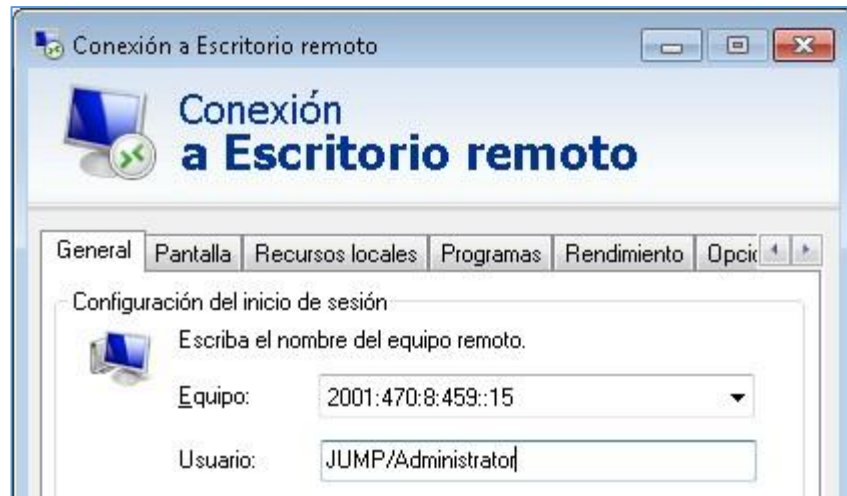 Conexión a Escritorio remoto
Conexión
a Escritorio remoto
General Pantalla Recursos locales Programas Rendimiento Opcic
Configuración del inicio de sesión
Escriba el nombre del equipo remoto.
Equipo: 2001:470:8:459::15
Usuario: JUMP/Administrator